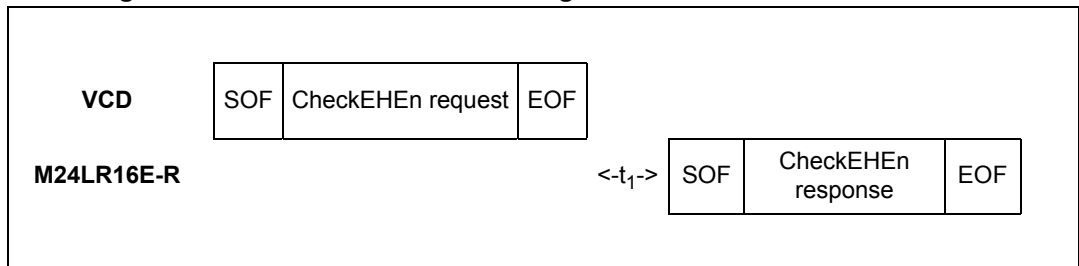 VCD SOF CheckEHEn request EOF
M24LR16E-R <-t1-> SOF CheckEHEn response EOF